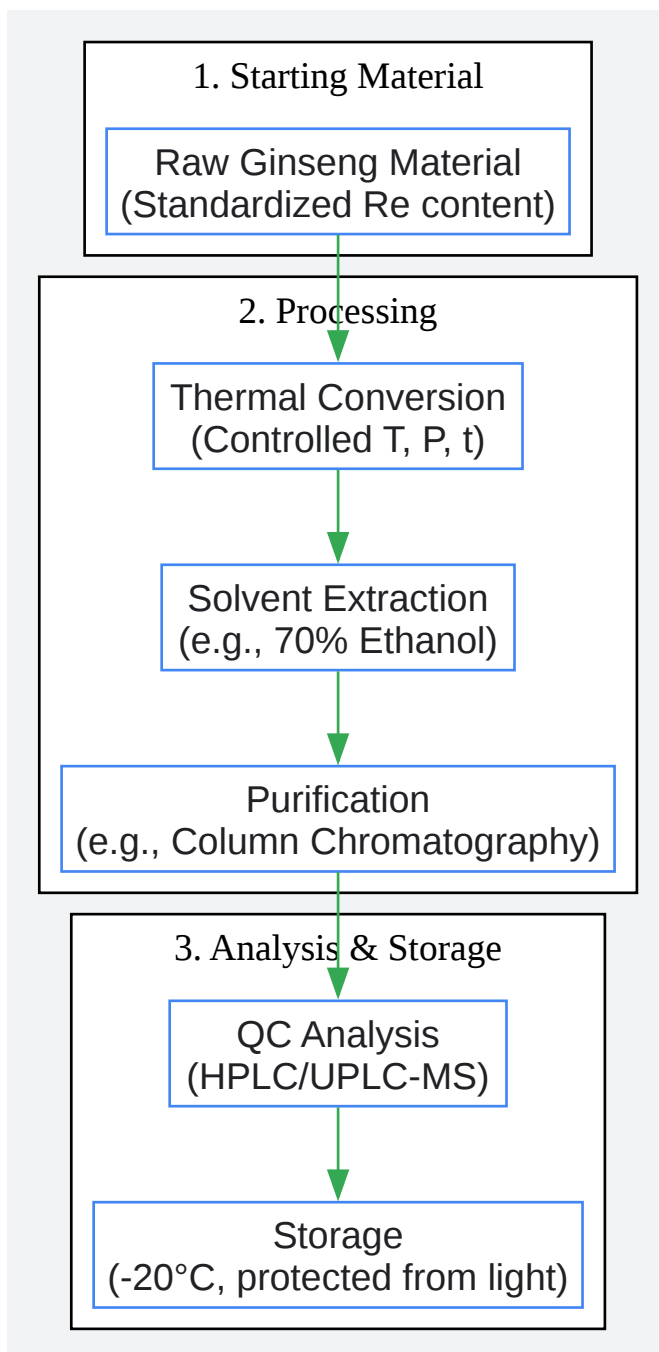 1. Starting Material
Raw Ginseng Material
(Standardized Re content)
2. Processing
Thermal Conversion
(Controlled T, P, t)
Solvent Extraction
(e.g., 70% Ethanol)
Purification
(e.g., Column Chromatography)
3. Analysis & Storage
QC Analysis
(HPLC/UPLC-MS)
Storage
(-20°C, protected from light)